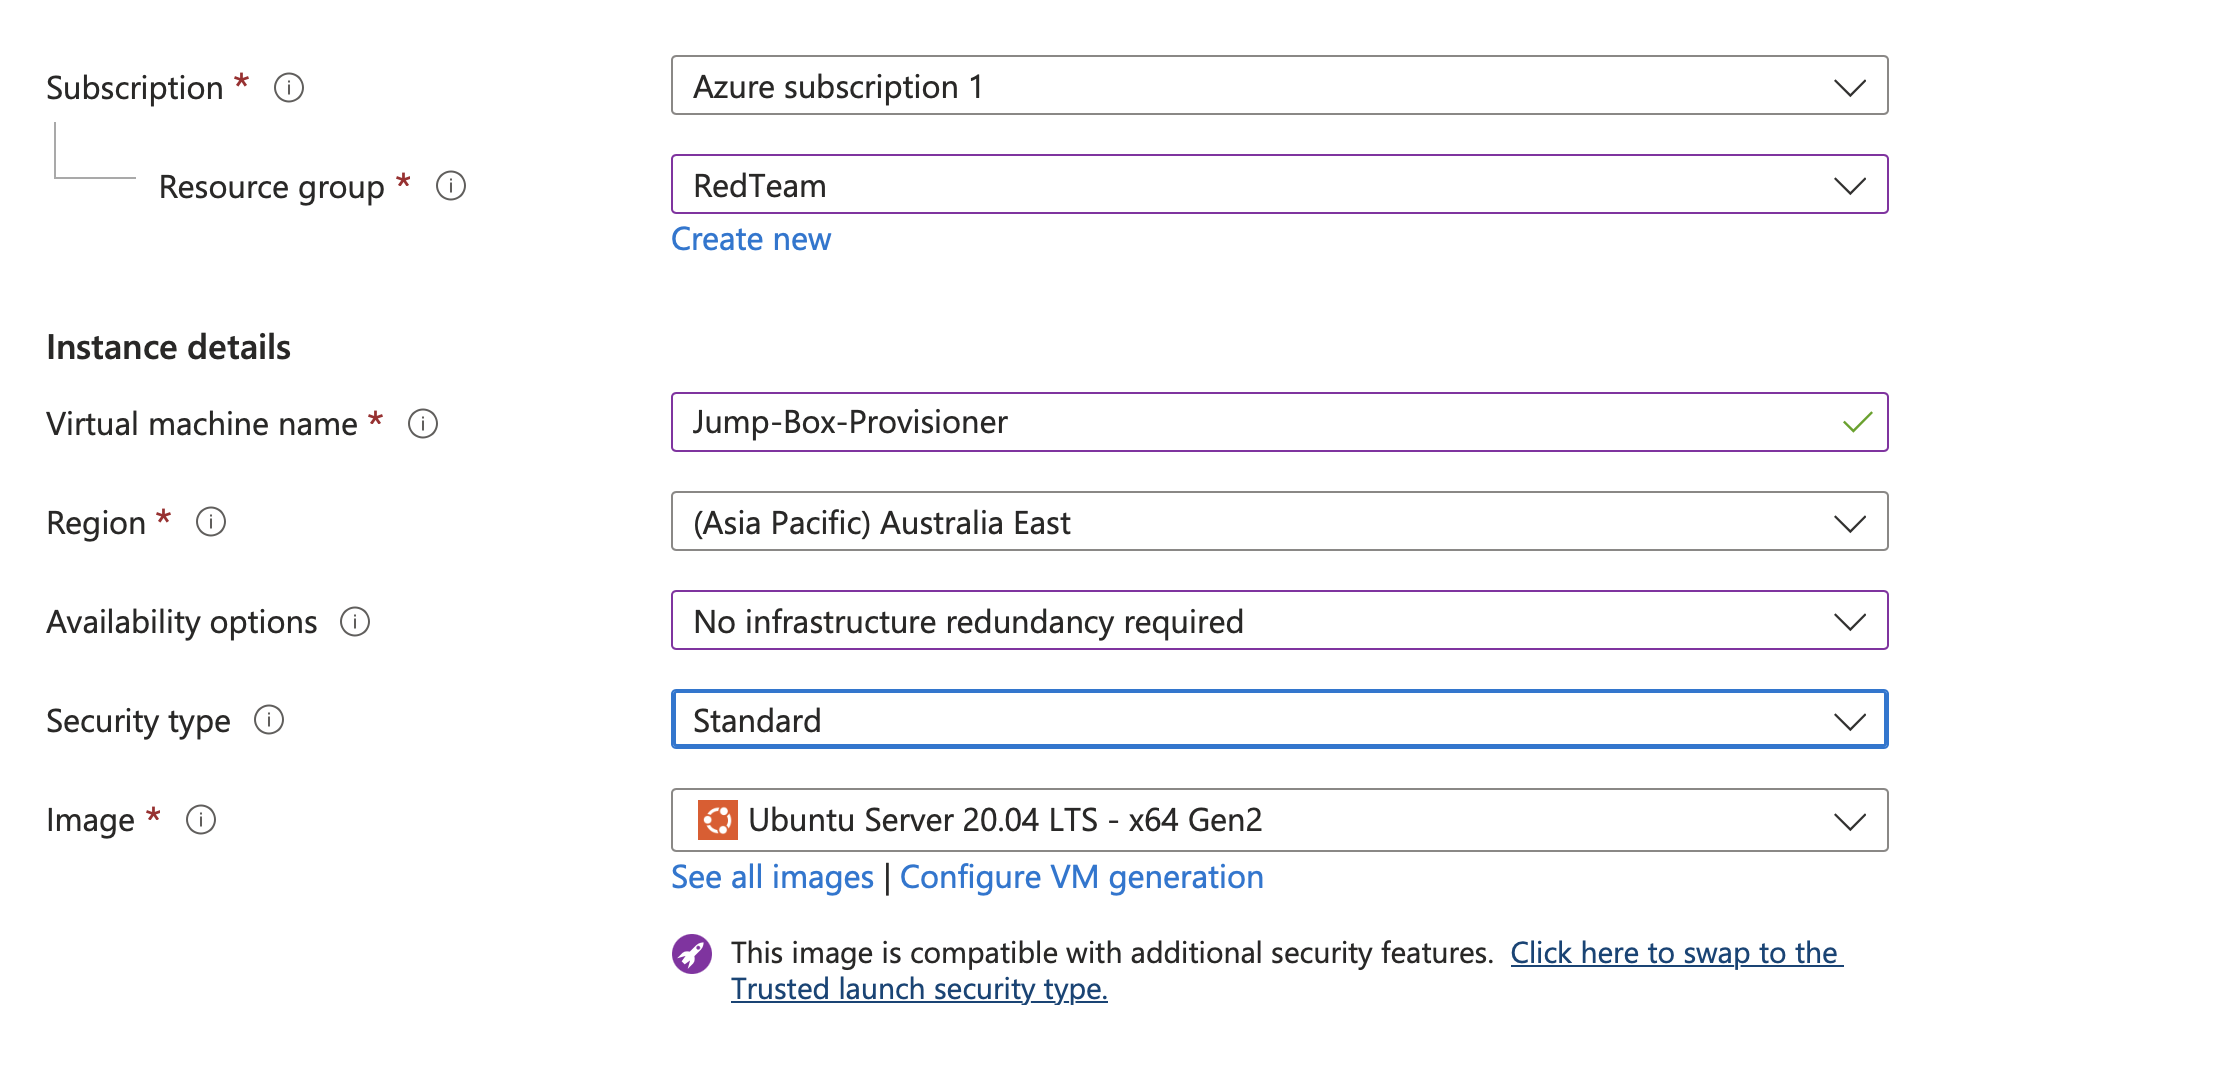 Subscription * Azure subscription 1
Resource group * RedTeam
Create new
Instance details
Virtual machine name * Jump-Box-Provisioner
Region * (Asia Pacific) Australia East
Availability options No infrastructure redundancy required
Security type Standard
Image * Ubuntu Server 20.04 LTS - x64 Gen2
See all images | Configure VM generation
This image is compatible with additional security features. Click here to swap to the
Trusted launch security type.